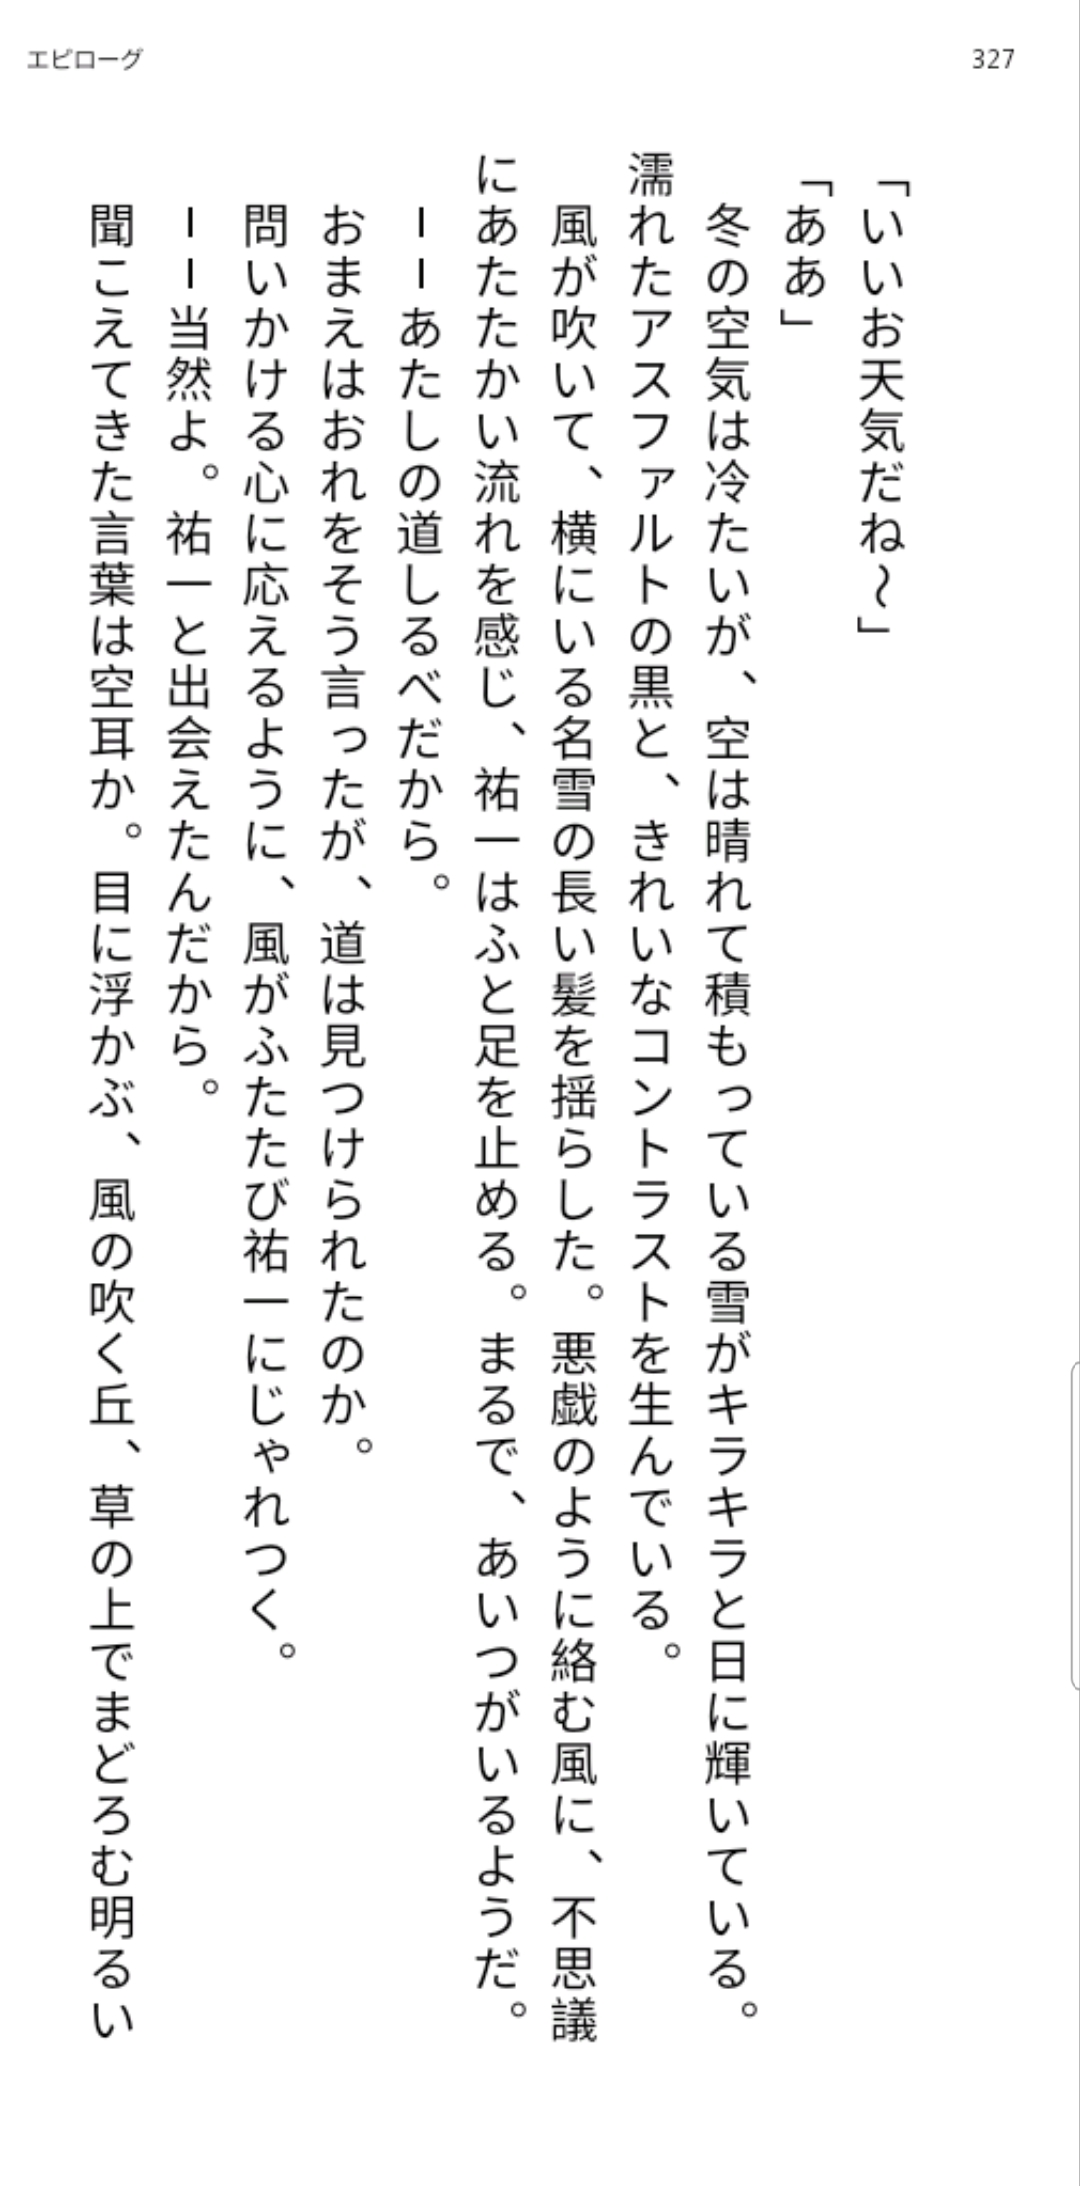 エピローグ
327
「いいお天気だね〜」
「ああ」
　冬の空気は冷たいが、空は晴れて積もっている雪がキラキラと日に輝いている。
濡れたアスファルトの黒と、きれいなコントラストを生んでいる。
　風が吹いて、横にいる名雪の長い髪を揺らした。悪戯のように絡む風に、不思議
にあたたかい流れを感じ、祐一はふと足を止める。まるで、あいつがいるようだ。
　――あたしの道しるべだから。
　おまえはおれをそう言ったが、道は見つけられたのか。
　問いかける心に応えるように、風がふたたび祐一にじゃれつく。
　――当然よ。祐一と出会えたんだから。
　聞こえてきた言葉は空耳か。目に浮かぶ、風の吹く丘、草の上でまどろむ明るい